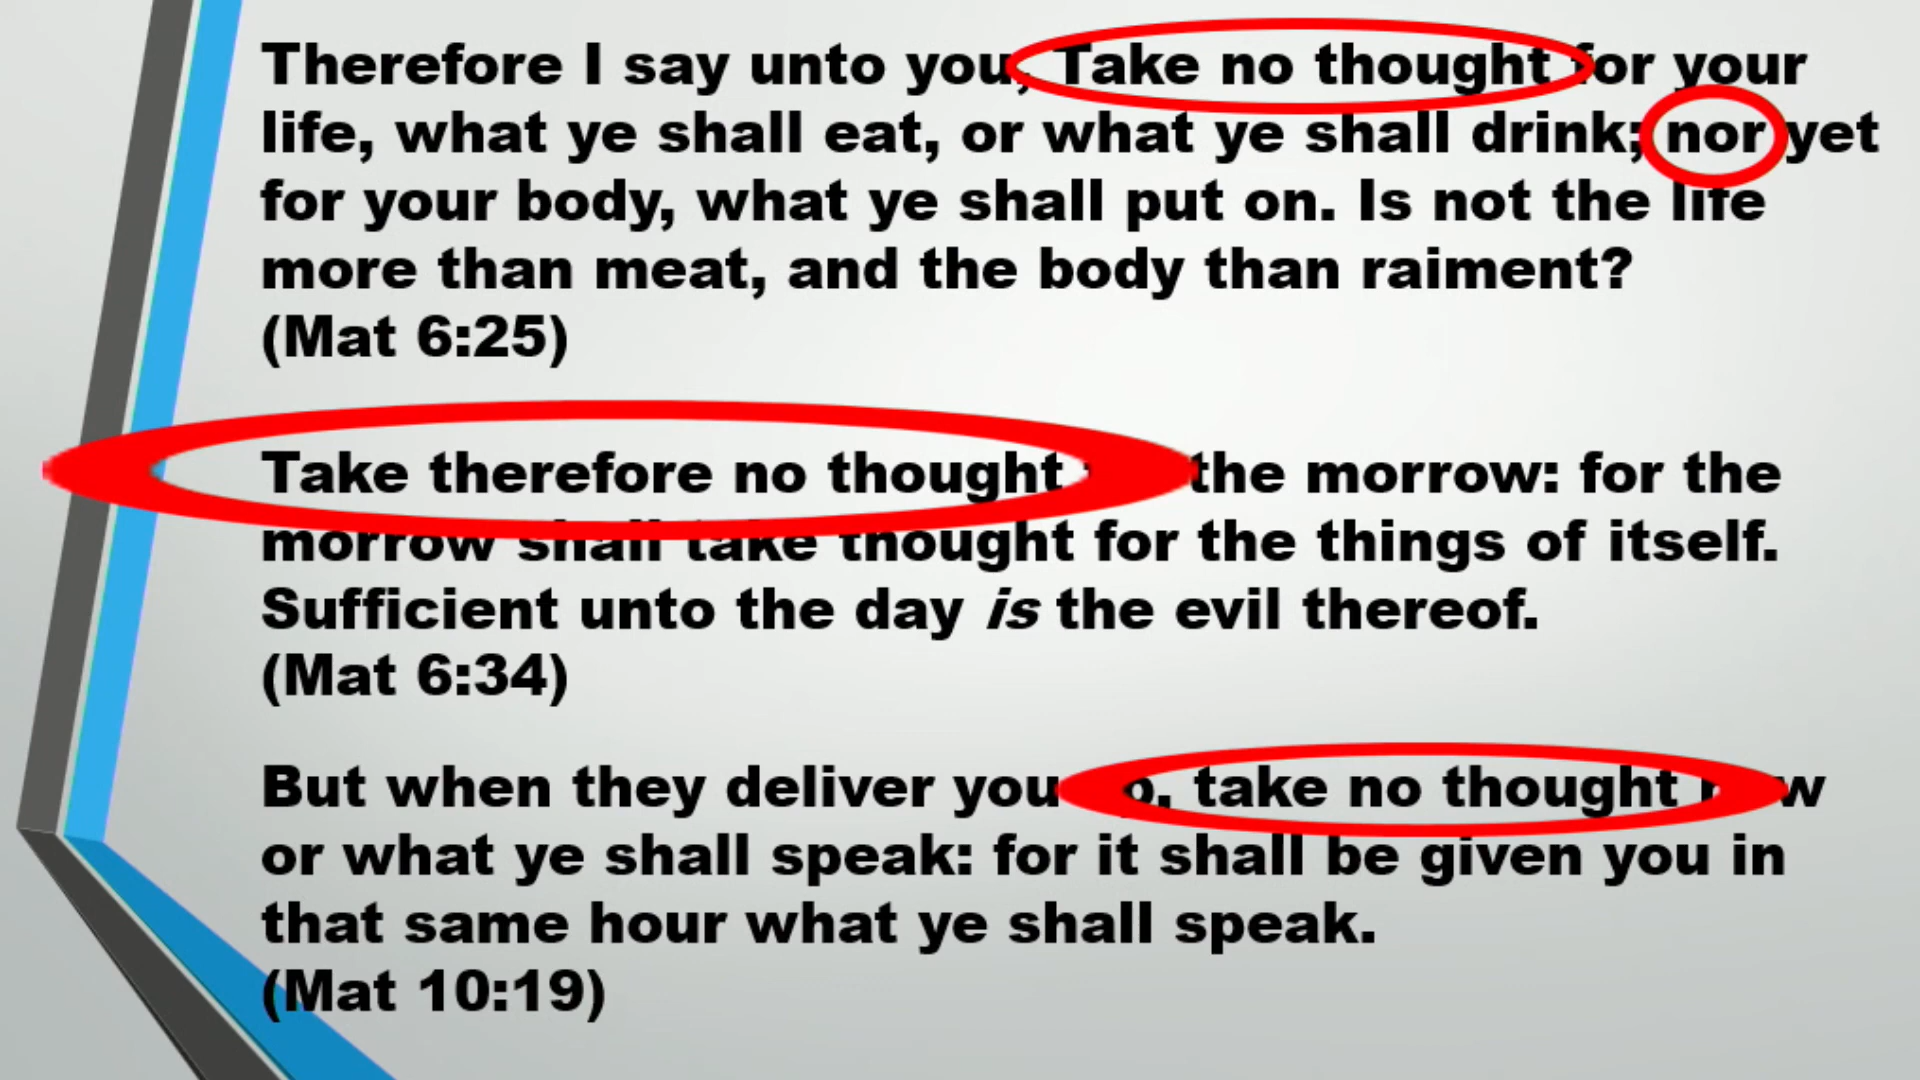 Therefore I say unto you, Take no thought for your
life, what ye shall eat, or what ye shall drink; nor yet
for your body, what ye shall put on. Is not the life
more than meat, and the body than raiment?
(Mat 6:25)
Take therefore no thought the morrow: for the
morrow shall take thought for the things of itself.
Sufficient unto the day is the evil thereof.
(Mat 6:34)
But when they deliver you take no thought
or what ye shall speak: for it shall be given you in
that same hour what ye shall speak.
(Mat 10:19)